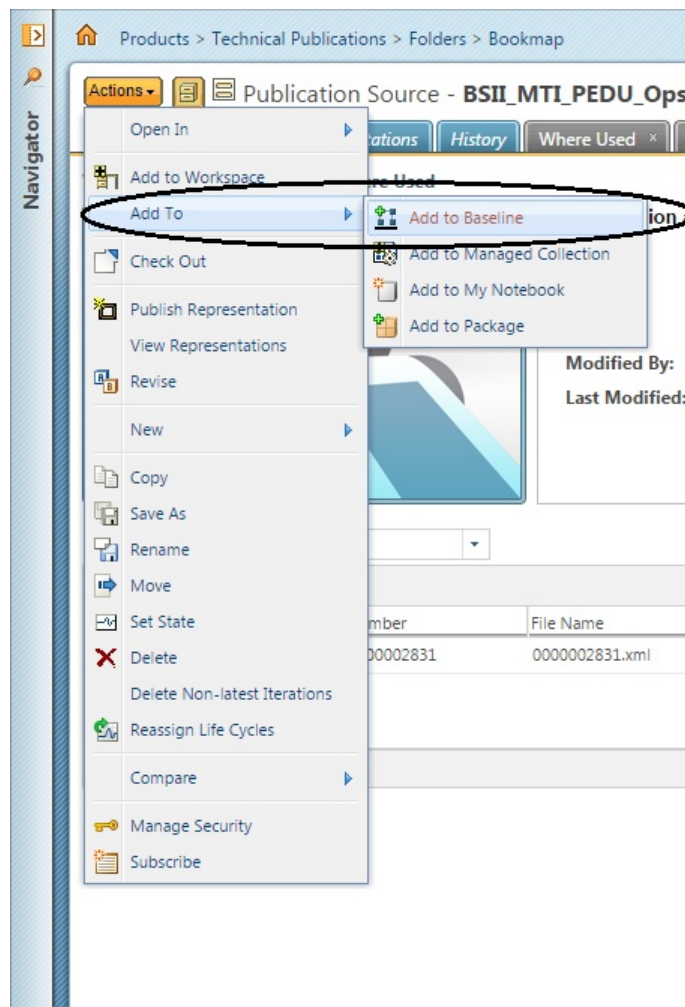 Products > Technical Publications > Folders > Bookmap
Navigator
Actions
Publication Source - BSII_MTI_PEDU_Ops
Open In
History
Where Used ×
Add to Workspace
Used
Add To
Add to Baseline
Check Out
Add to Managed Collection
Add to My Notebook
Publish Representation
Add to Package
View Representations
Modified By:
Revise
Last Modified:
New
Copy
Save As
Rename
Move
Set State
File Name
Delete
0000002831.xml
Delete Non-latest Iterations
Reassign Life Cycles
Compare
Manage Security
Subscribe